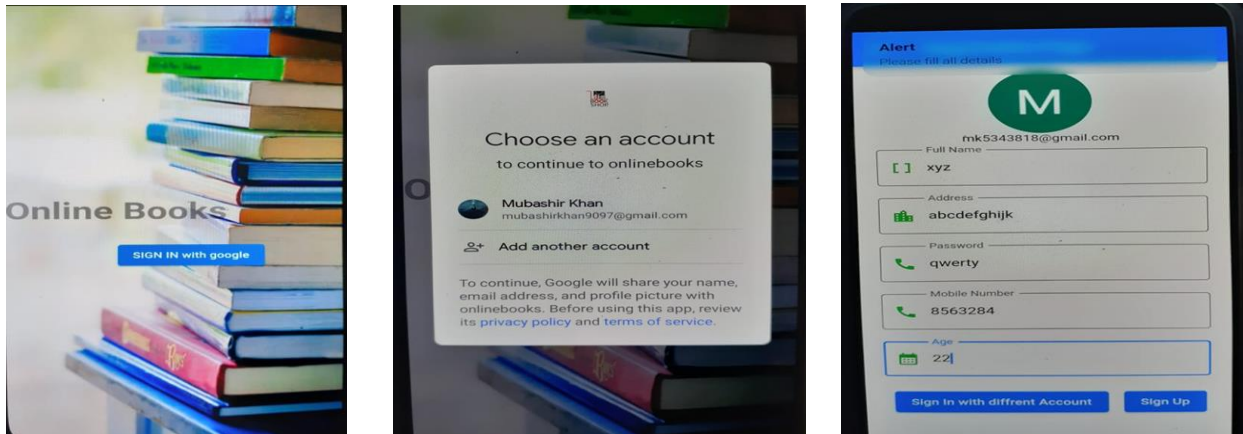 Online Books
SIGN IN with google
BOOK
SHOP
Choose an account
to continue to onlinebooks
Mubashir Khan
mubashirkhan9097@gmail.com
Add another account
To continue, Google will share your name,
email address, and profile picture with
onlinebooks. Before using this app, review
its privacy policy and terms of service.
Alert
Please fill all details
M
mk5343818@gmail.com
Full Name
xyz
Address
abcdefghijk
Password
qwerty
Mobile Number
8563284
Age
22
Sign In with diffrent Account
Sign Up